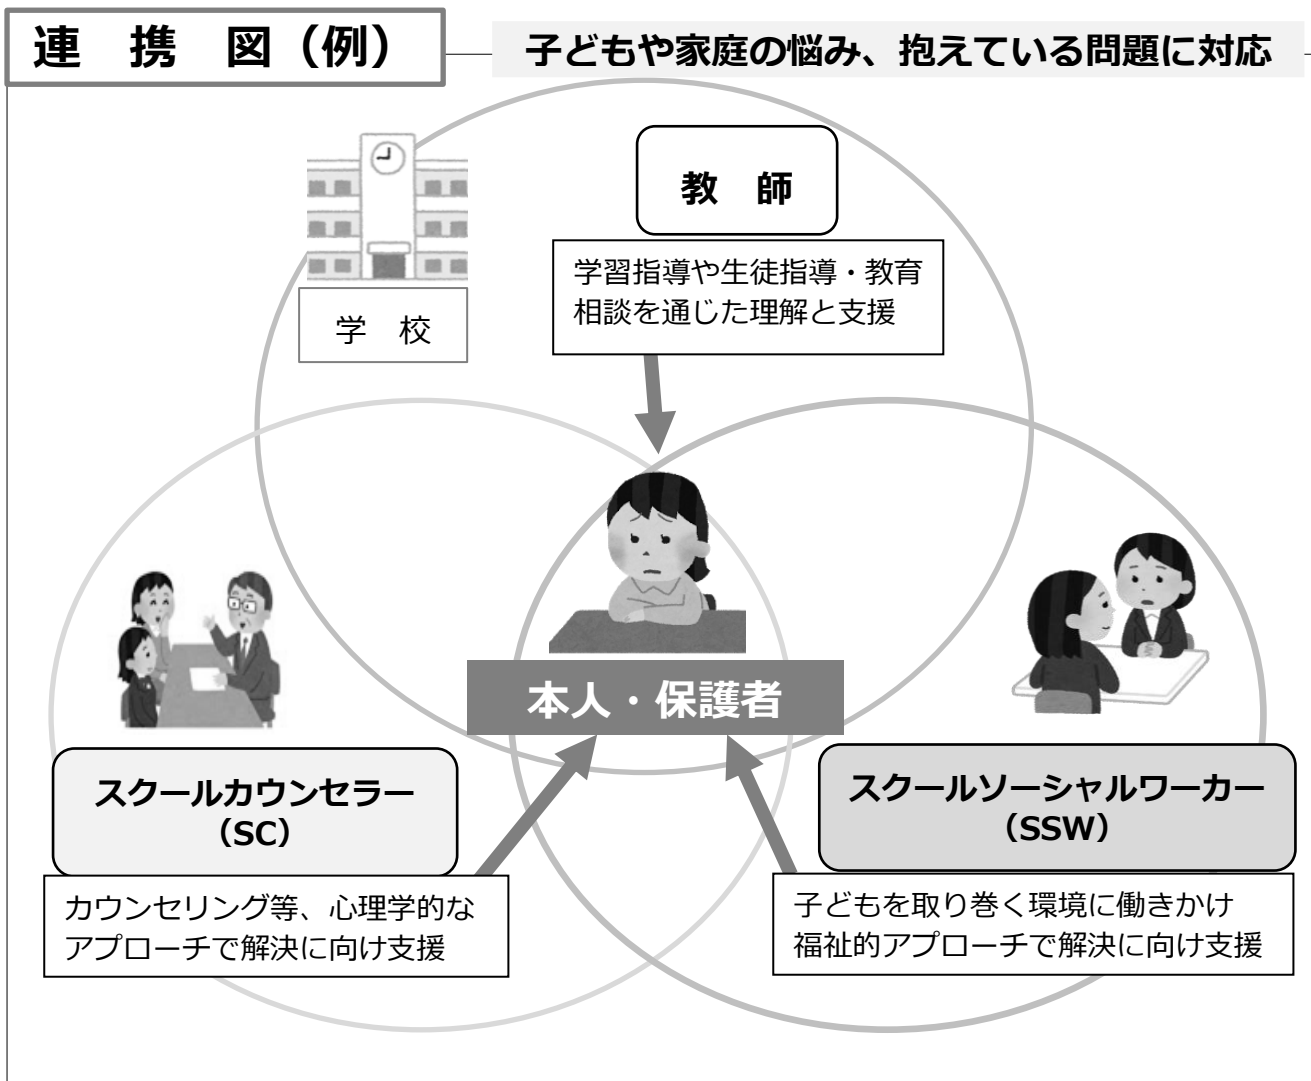 連 携 図（例）
子どもや家庭の悩み、抱えている問題に対応
教 師
学習指導や生徒指導・教育
相談を通じた理解と支援
学 校
本人・保護者
スクールカウンセラー
（SC）
カウンセリング等、心理学的な
アプローチで解決に向け支援
スクールソーシャルワーカー
（SSW）
子どもを取り巻く環境に働きかけ
福祉的アプローチで解決に向け支援